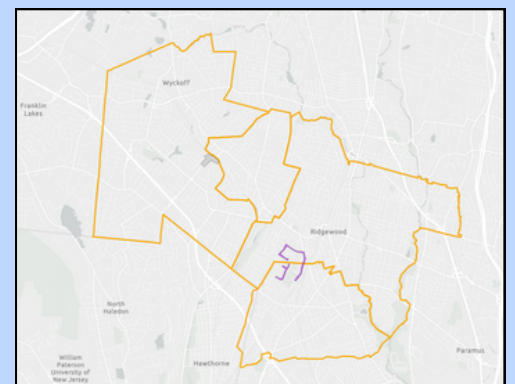 Wyckoff
Franklin
Lakes
Ridgewood
North
Haledon
William
Paterson
University of
New Jersey
Hawthorne
Paramus